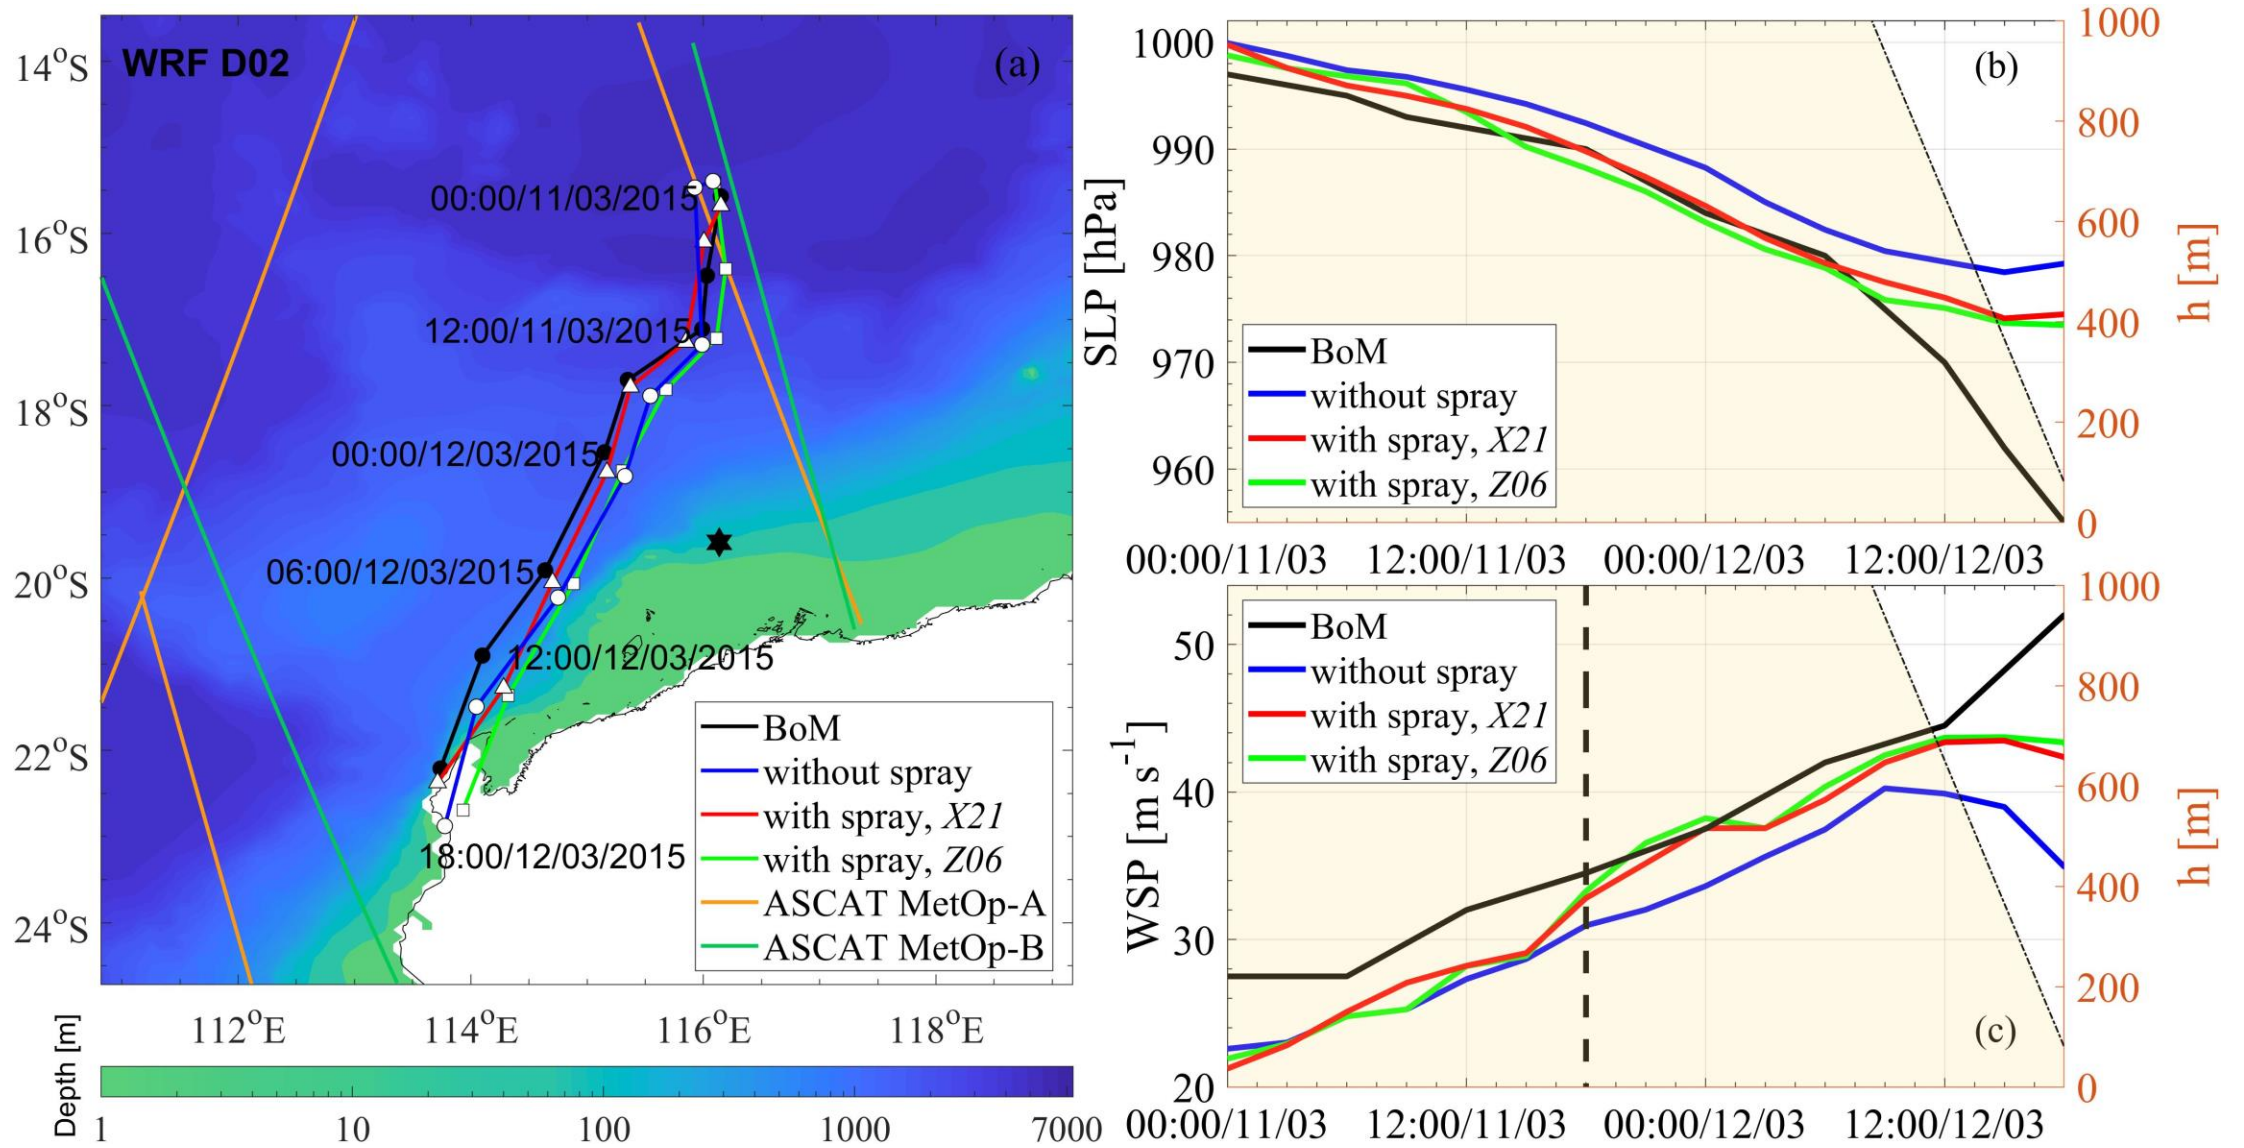 WRF D02
(a)
14°S
16°S
18°S
20°S
22°S
24°S
00:00/11/03/2015
12:00/11/03/2015
00:00/12/03/2015
06:00/12/03/2015
12:00/12/03/2015
18:00/12/03/2015
BoM
without spray
with spray, X21
with spray, Z06
ASCAT MetOp-A
ASCAT MetOp-B
112°E 114°E 116°E 118°E
Depth [m]
1 10 100 1000 7000
(b)
SLP [hPa]
1000
990
980
970
960
BoM
without spray
with spray, X21
with spray, Z06
1000
800
600
400
200
0
h [m]
00:00/11/03 12:00/11/03 00:00/12/03 12:00/12/03
WSP [m s⁻¹]
50
40
30
20
BoM
without spray
with spray, X21
with spray, Z06
(c)
1000
800
600
400
200
0
h [m]
00:00/11/03 12:00/11/03 00:00/12/03 12:00/12/03